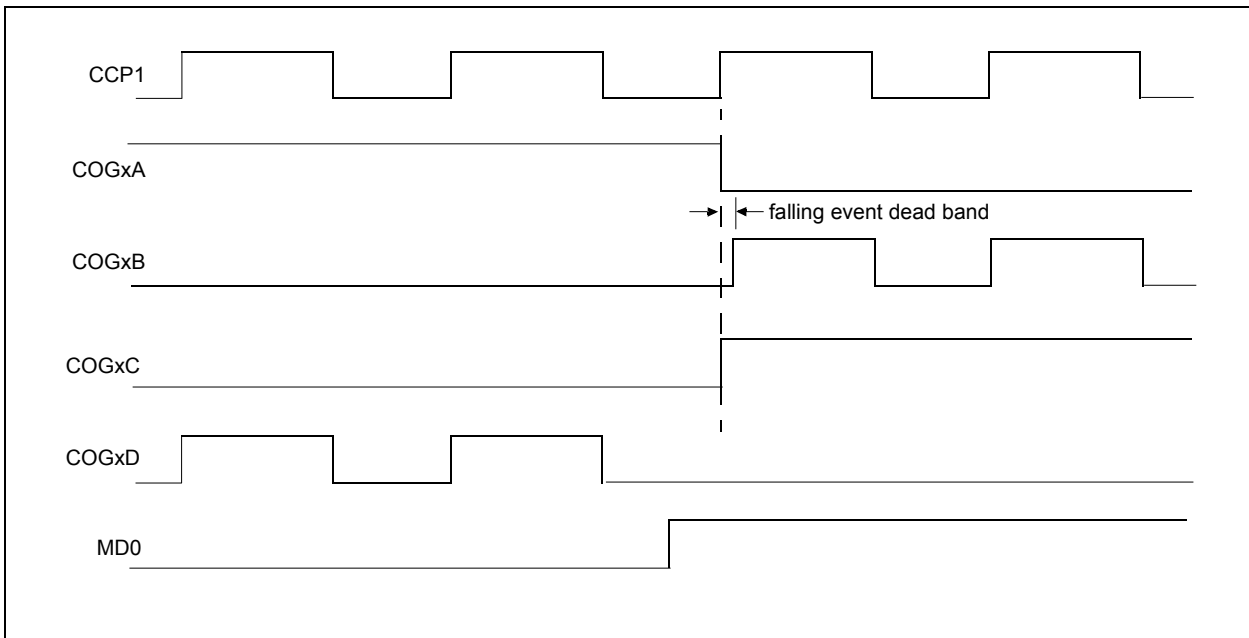 CCP1
COGxA
falling event dead band
COGxB
COGxC
COGxD
MD0